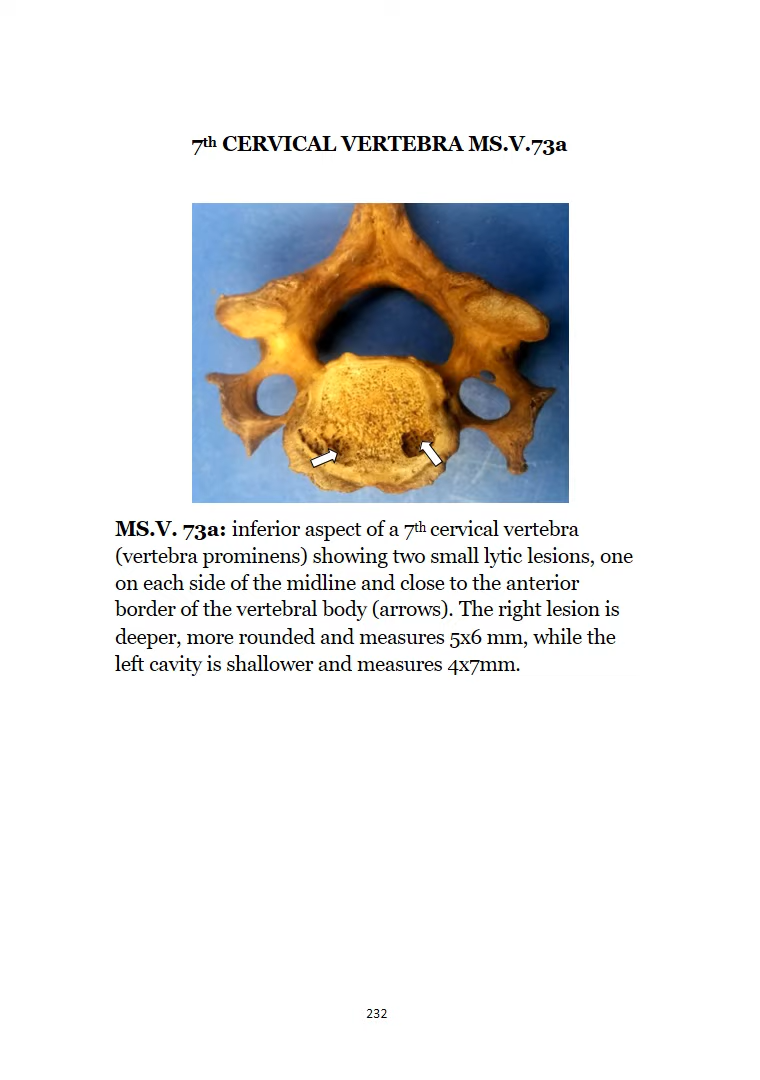 7th CERVICAL VERTEBRA MS.V.73a
MS.V. 73a: inferior aspect of a 7th cervical vertebra
(vertebra prominens) showing two small lytic lesions, one
on each side of the midline and close to the anterior
border of the vertebral body (arrows). The right lesion is
deeper, more rounded and measures 5x6 mm, while the
left cavity is shallower and measures 4x7mm.
232